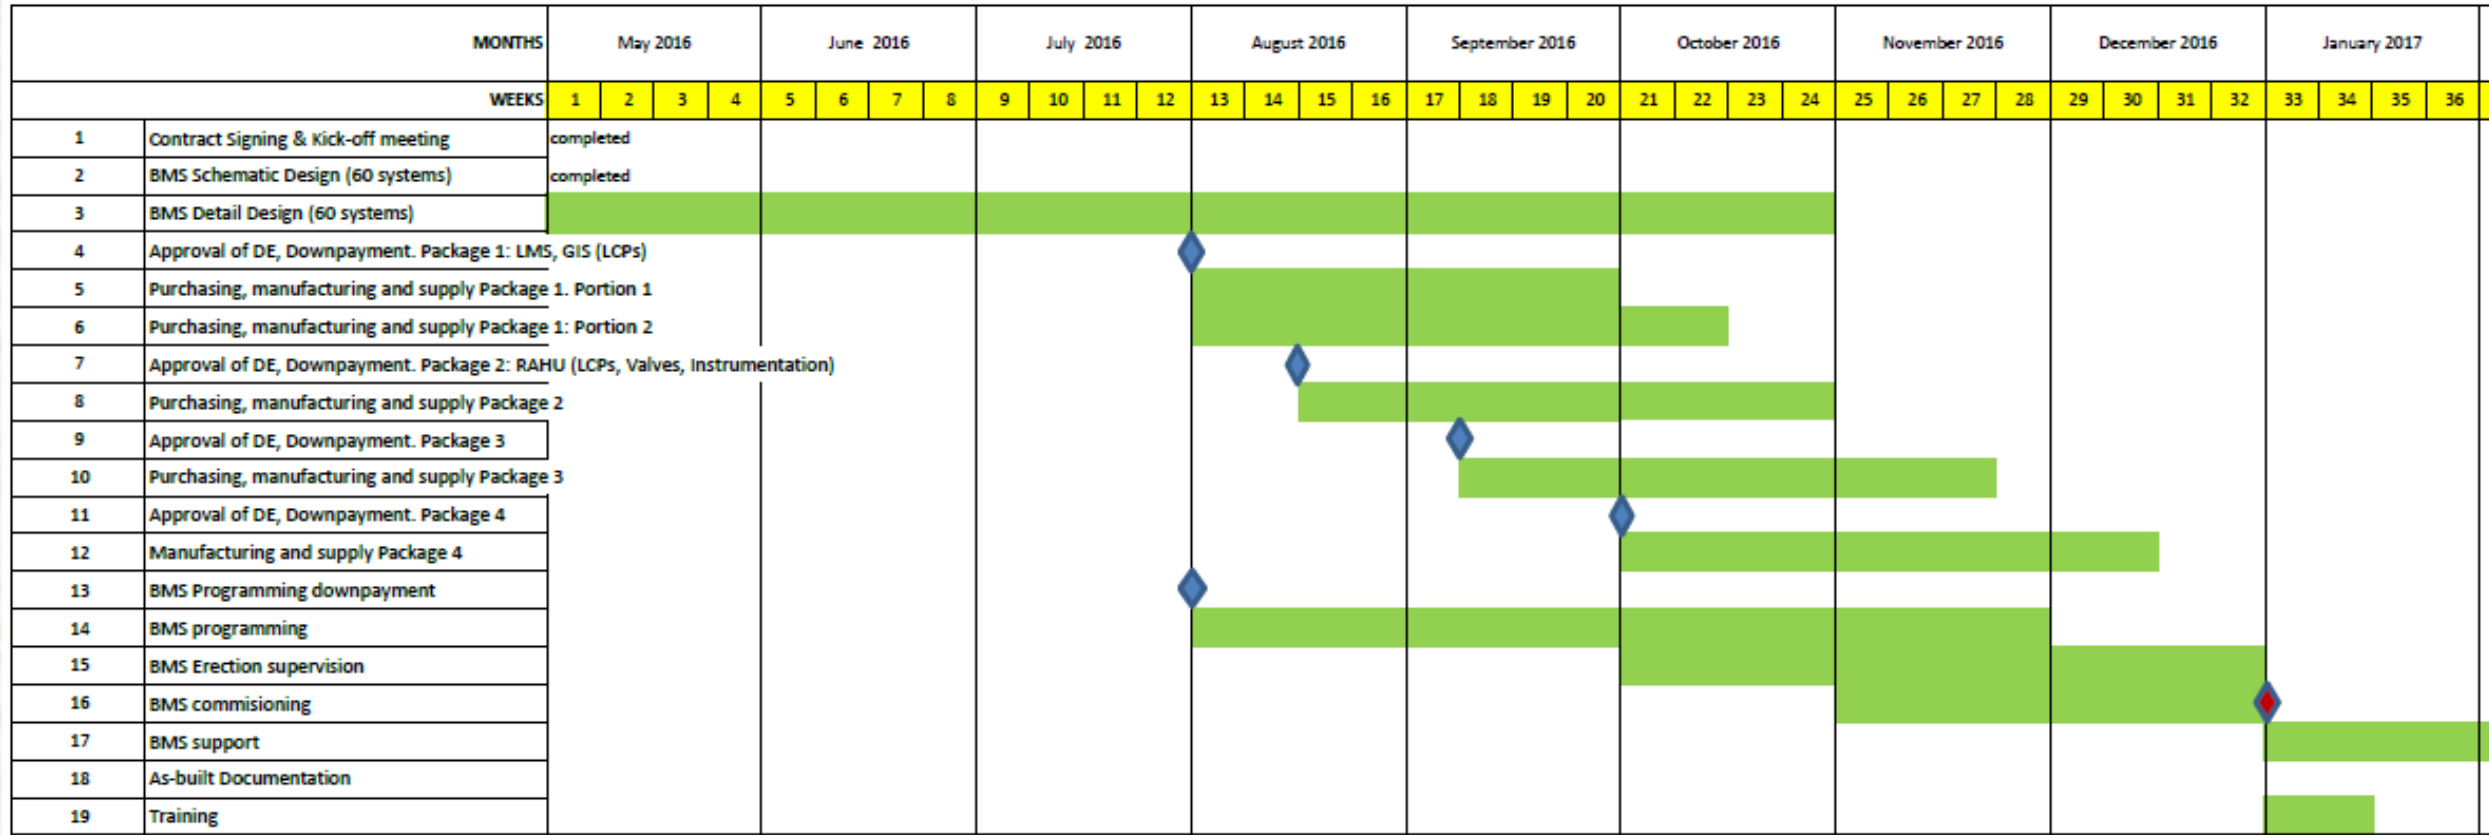 MONTHS May 2016 June 2016 July 2016 August 2016 September 2016 October 2016 November 2016 December 2016 January 2017
WEEKS 1 2 3 4 5 6 7 8 9 10 11 12 13 14 15 16 17 18 19 20 21 22 23 24 25 26 27 28 29 30 31 32 33 34 35 36
1 Contract Signing & Kick-off meeting completed
2 BMS Schematic Design (60 systems) completed
3 BMS Detail Design (60 systems)
4 Approval of DE, Downpayment. Package 1: LMS, GIS (LCPs)
5 Purchasing, manufacturing and supply Package 1. Portion 1
6 Purchasing, manufacturing and supply Package 1: Portion 2
7 Approval of DE, Downpayment. Package 2: RAHU (LCPs, Valves, Instrumentation)
8 Purchasing, manufacturing and supply Package 2
9 Approval of DE, Downpayment. Package 3
10 Purchasing, manufacturing and supply Package 3
11 Approval of DE, Downpayment. Package 4
12 Manufacturing and supply Package 4
13 BMS Programming downpayment
14 BMS programming
15 BMS Erection supervision
16 BMS commisioning
17 BMS support
18 As-built Documentation
19 Training